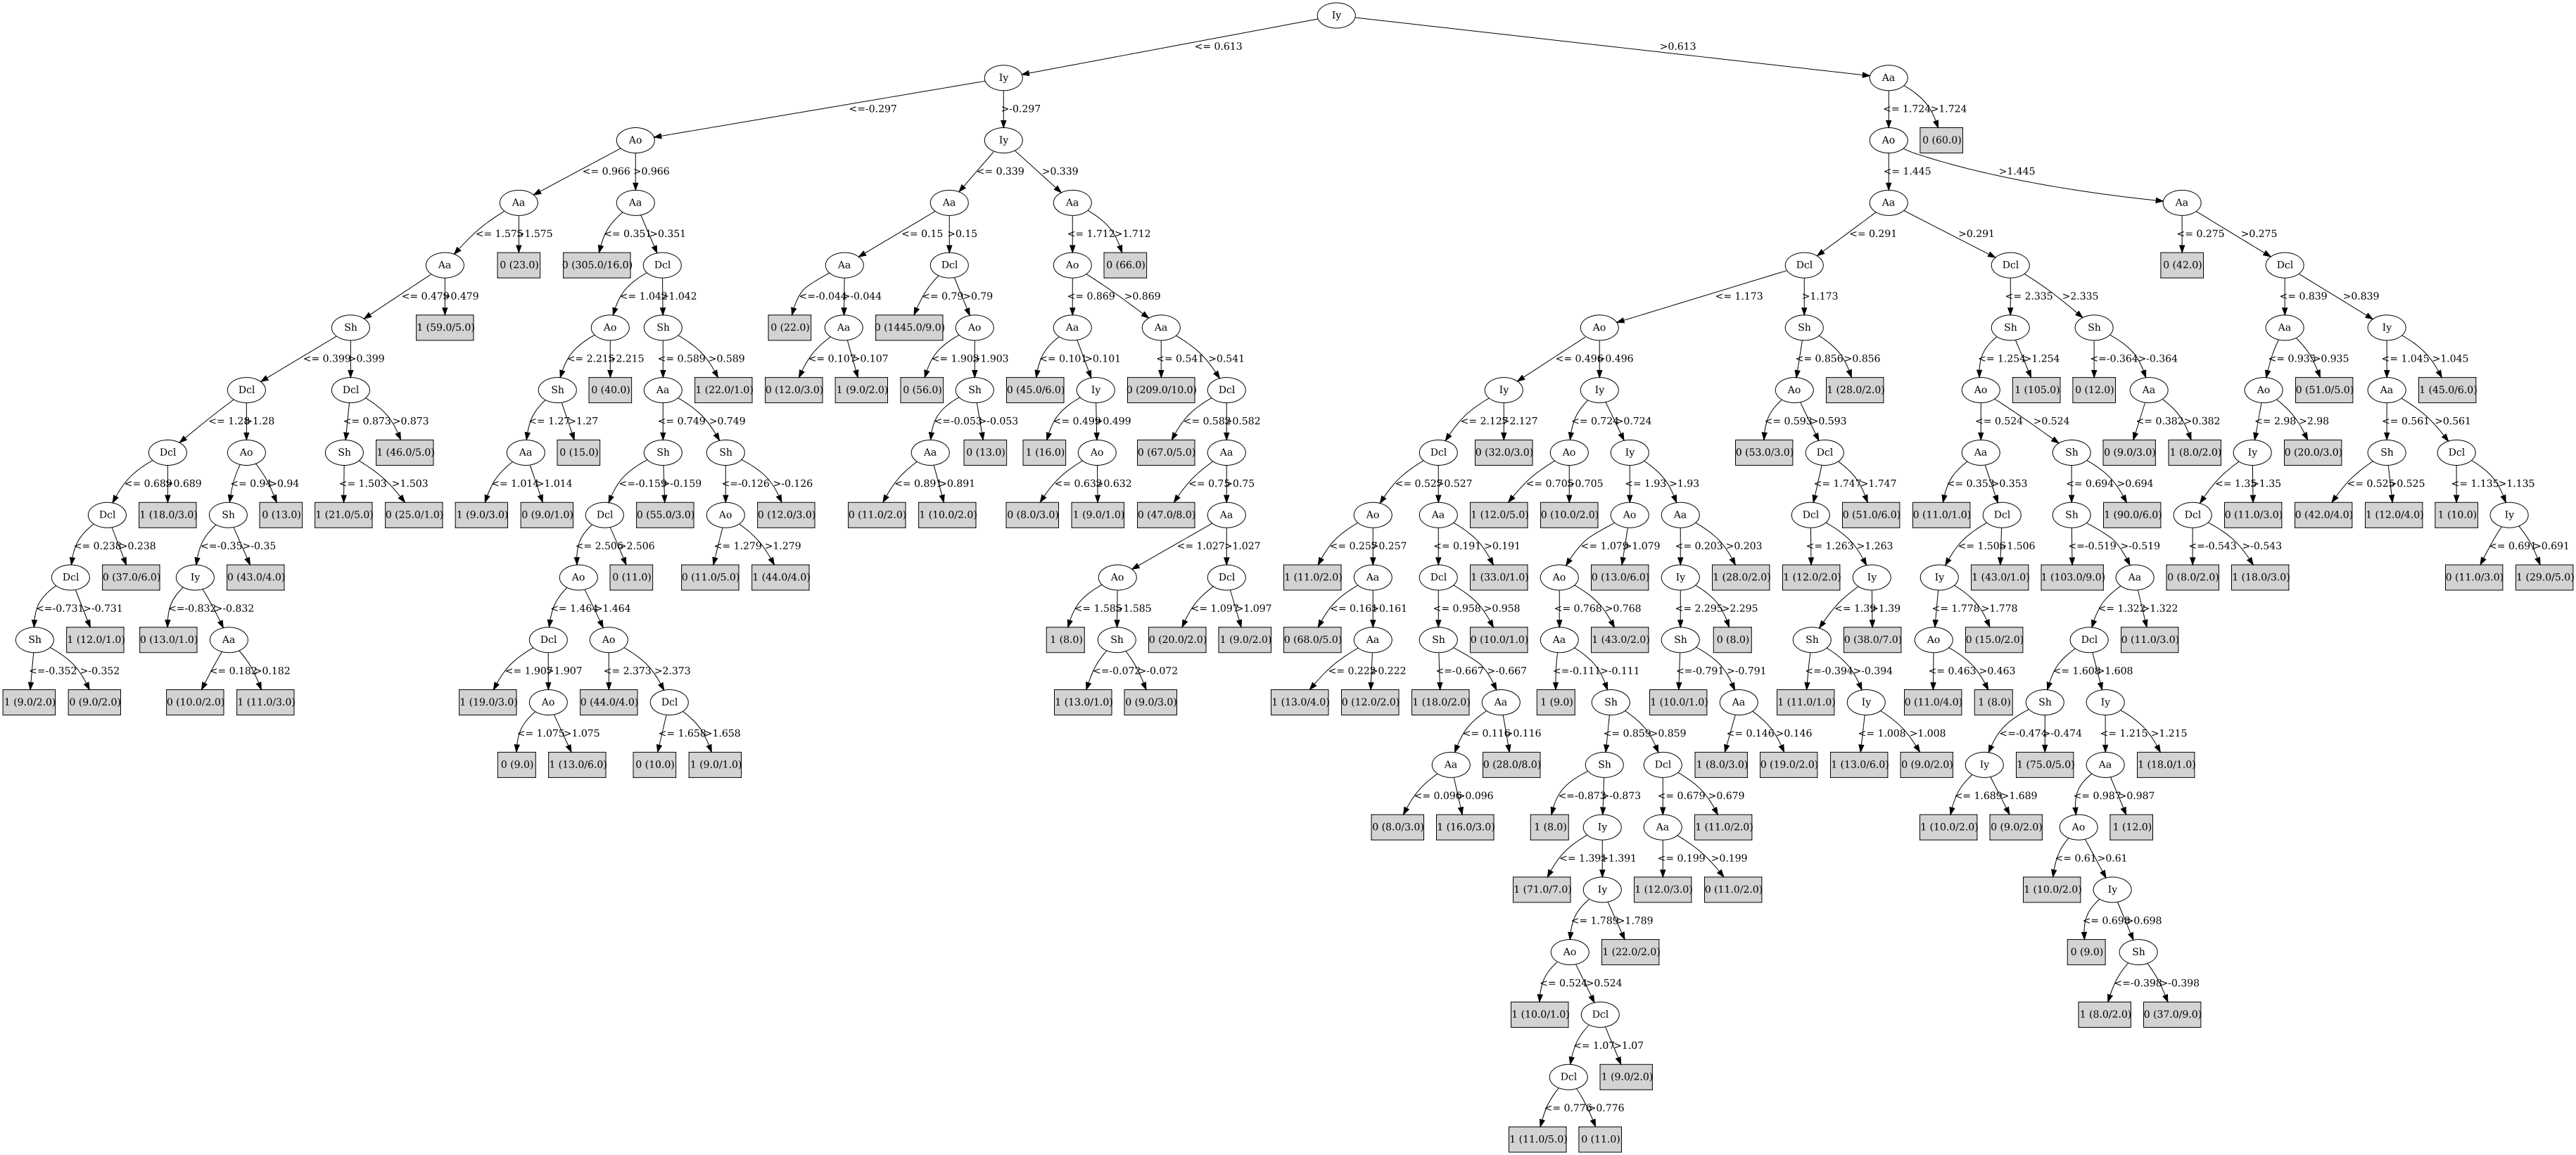 Iy
<= 0.613 >0.613
Iy Aa
<=-0.297 >-0.297 <= 1.724 >1.724
Ao Iy Ao 0 (60.0)
<= 0.966 >0.966 <= 0.339 >0.339 <= 1.445 >1.445
Aa Aa Aa Aa Aa Aa
<= 1.575 >1.575 <= 0.351 >0.351 <= 0.15 >0.15 <= 1.712 >1.712 <= 0.291 >0.291 <= 0.275 >0.275
Aa 0 (23.0) 0 (305.0/16.0) Dcl Aa Dcl Ao 0 (66.0) Dcl Dcl 0 (42.0) Dcl
<= 0.479 >0.479 <= 1.042 >1.042 <=-0.044 >-0.044 <= 0.79 >0.79 <= 0.869 >0.869 <= 1.173 >1.173 <= 2.335 >2.335 <= 0.839 >0.839
Sh 1 (59.0/5.0) Ao Sh 0 (22.0) Aa 0 (1445.0/9.0) Ao Aa Aa Ao Sh Sh Sh Aa Iy
<= 0.399 >0.399 <= 2.215 >2.215 <= 0.589 >0.589 <= 0.107 >0.107 <= 1.903 >1.903 <= 0.101 >0.101 <= 0.541 >0.541 <= 0.496 >0.496 <= 0.856 >0.856 <= 1.254 >1.254 <=-0.364 >-0.364 <= 0.935 >0.935 <= 1.045 >1.045
Dcl Dcl Sh 0 (40.0) Aa 1 (22.0/1.0) 0 (12.0/3.0) 1 (9.0/2.0) 0 (56.0) Sh 0 (45.0/6.0) Iy 0 (209.0/10.0) Dcl Iy Iy Ao 1 (28.0/2.0) Ao 1 (105.0) 0 (12.0) Aa Ao 0 (51.0/5.0) Aa 1 (45.0/6.0)
<= 1.28 >1.28 <= 0.873 >0.873 <= 1.27 >1.27 <= 0.749 >0.749 <=-0.053 >-0.053 <= 0.499 >0.499 <= 0.582 >0.582 <= 2.127 >2.127 <= 0.724 >0.724 <= 0.593 >0.593 <= 0.524 >0.524 <= 0.382 >0.382 <= 2.98 >2.98 <= 0.561 >0.561
Dcl Ao Sh 1 (46.0/5.0) Aa 0 (15.0) Sh Sh Aa 0 (13.0) 1 (16.0) Ao 1 (67.0/5.0) Aa Dcl 0 (32.0/3.0) Ao Iy 0 (53.0/3.0) Dcl Aa Sh 0 (9.0/3.0) 1 (8.0/2.0) Iy 0 (20.0/3.0) Sh Dcl
<= 0.689 >0.689 <= 0.94 >0.94 <= 1.503 >1.503 <= 1.014 >1.014 <=-0.159 >-0.159 <=-0.126 >-0.126 <= 0.891 >0.891 <= 0.632 >0.632 <= 0.75 >0.75 <= 0.527 >0.527 <= 0.705 >0.705 <= 1.93 >1.93 <= 1.747 >1.747 <= 0.353 >0.353 <= 0.694 >0.694 <= 1.35 >1.35 <= 0.525 >0.525 <= 1.135 >1.135
Dcl 1 (18.0/3.0) Sh 0 (13.0) 1 (21.0/5.0) 0 (25.0/1.0) 1 (9.0/3.0) 0 (9.0/1.0) Dcl 0 (55.0/3.0) Ao 0 (12.0/3.0) 0 (11.0/2.0) 1 (10.0/2.0) 0 (8.0/3.0) 1 (9.0/1.0) 0 (47.0/8.0) Aa Ao Aa 1 (12.0/5.0) 0 (10.0/2.0) Ao Aa Dcl 0 (51.0/6.0) 0 (11.0/1.0) Dcl Sh 1 (90.0/6.0) Dcl 0 (11.0/3.0) 0 (42.0/4.0) 1 (12.0/4.0) 1 (10.0) Iy
<= 0.238 >0.238 <=-0.35 >-0.35 <= 2.506 >2.506 <= 1.279 >1.279 <= 1.027 >1.027 <= 0.257 >0.257 <= 0.191 >0.191 <= 1.079 >1.079 <= 0.203 >0.203 <= 1.263 >1.263 <= 1.506 >1.506 <=-0.519 >-0.519 <=-0.543 >-0.543 <= 0.691 >0.691
Dcl 0 (37.0/6.0) Iy 0 (43.0/4.0) Ao 0 (11.0) 0 (11.0/5.0) 1 (44.0/4.0) Ao Dcl 1 (11.0/2.0) Aa Dcl 1 (33.0/1.0) Ao 0 (13.0/6.0) Iy 1 (28.0/2.0) 1 (12.0/2.0) Iy Iy 1 (43.0/1.0) 1 (103.0/9.0) Aa 0 (8.0/2.0) 1 (18.0/3.0) 0 (11.0/3.0) 1 (29.0/5.0)
<=-0.731 >-0.731 <=-0.832 >-0.832 <= 1.464 >1.464 <= 1.585 >1.585 <= 1.097 >1.097 <= 0.161 >0.161 <= 0.958 >0.958 <= 0.768 >0.768 <= 2.295 >2.295 <= 1.39 >1.39 <= 1.778 >1.778 <= 1.322 >1.322
Sh 1 (12.0/1.0) 0 (13.0/1.0) Aa Dcl Ao 1 (8.0) Sh 0 (20.0/2.0) 1 (9.0/2.0) 0 (68.0/5.0) Aa Sh 0 (10.0/1.0) Aa 1 (43.0/2.0) Sh 0 (8.0) Sh 0 (38.0/7.0) Ao 0 (15.0/2.0) Dcl 0 (11.0/3.0)
<=-0.352 >-0.352 <= 0.182 >0.182 <= 1.907 >1.907 <= 2.373 >2.373 <=-0.072 >-0.072 <= 0.222 >0.222 <=-0.667 >-0.667 <=-0.111 >-0.111 <=-0.791 >-0.791 <=-0.394 >-0.394 <= 0.463 >0.463 <= 1.608 >1.608
1 (9.0/2.0) 0 (9.0/2.0) 0 (10.0/2.0) 1 (11.0/3.0) 1 (19.0/3.0) Ao 0 (44.0/4.0) Dcl 1 (13.0/1.0) 0 (9.0/3.0) 1 (13.0/4.0) 0 (12.0/2.0) 1 (18.0/2.0) Aa 1 (9.0) Sh 1 (10.0/1.0) Aa 1 (11.0/1.0) Iy 0 (11.0/4.0) 1 (8.0) Sh Iy
<= 1.075 >1.075 <= 1.658 >1.658 <= 0.116 >0.116 <= 0.859 >0.859 <= 0.146 >0.146 <= 1.008 >1.008 <=-0.474 >-0.474 <= 1.215 >1.215
0 (9.0) 1 (13.0/6.0) 0 (10.0) 1 (9.0/1.0) Aa 0 (28.0/8.0) Sh Dcl 1 (8.0/3.0) 0 (19.0/2.0) 1 (13.0/6.0) 0 (9.0/2.0) Iy 1 (75.0/5.0) Aa 1 (18.0/1.0)
<= 0.096 >0.096 <=-0.873 >-0.873 <= 0.679 >0.679 <= 1.689 >1.689 <= 0.987 >0.987
0 (8.0/3.0) 1 (16.0/3.0) 1 (8.0) Iy Aa 1 (11.0/2.0) 1 (10.0/2.0) 0 (9.0/2.0) Ao 1 (12.0)
<= 1.391 >1.391 <= 0.199 >0.199 <= 0.61 >0.61
1 (71.0/7.0) Iy 1 (12.0/3.0) 0 (11.0/2.0) 1 (10.0/2.0) Iy
<= 1.789 >1.789 <= 0.698 >0.698
Ao 1 (22.0/2.0) 0 (9.0) Sh
<= 0.524 >0.524 <=-0.398 >-0.398
1 (10.0/1.0) Dcl 1 (8.0/2.0) 0 (37.0/9.0)
<= 1.07 >1.07
Dcl 1 (9.0/2.0)
<= 0.776 >0.776
1 (11.0/5.0) 0 (11.0)